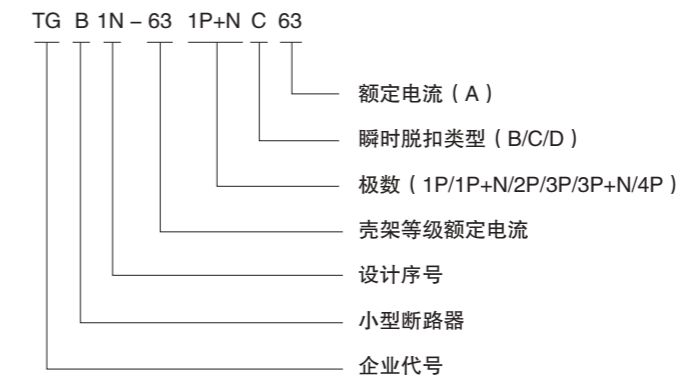 TG B 1N – 63 1P+N C 63
额定电流（A）
瞬时脱扣类型（B/C/D）
极数（1P/1P+N/2P/3P/3P+N/4P）
壳架等级额定电流
设计序号
小型断路器
企业代号